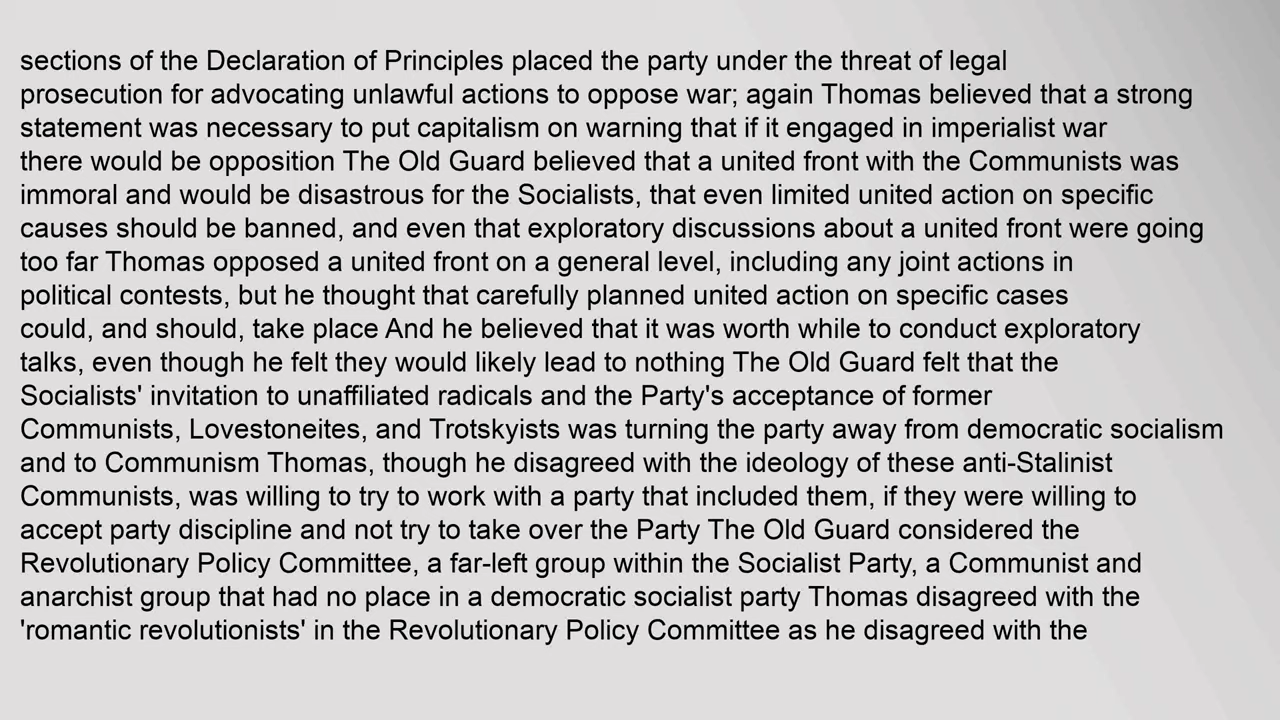 sections of the Declaration of Principles placed the party under the threat of legal
prosecution for advocating unlawful actions to oppose war; again Thomas believed that a strong
statement was necessary to put capitalism on warning that if it engaged in imperialist war
there would be opposition The Old Guard believed that a united front with the Communists was
immoral and would be disastrous for the Socialists, that even limited united action on specific
causes should be banned, and even that exploratory discussions about a united front were going
too far Thomas opposed a united front on a general level, including any joint actions in
political contests, but he thought that carefully planned united action on specific cases
could, and should, take place And he believed that it was worth while to conduct exploratory
talks, even though he felt they would likely lead to nothing The Old Guard felt that the
Socialists' invitation to unaffiliated radicals and the Party's acceptance of former
Communists, Lovestoneites, and Trotskyists was turning the party away from democratic socialism
and to Communism Thomas, though he disagreed with the ideology of these anti-Stalinist
Communists, was willing to try to work with a party that included them, if they were willing to
accept party discipline and not try to take over the Party The Old Guard considered the
Revolutionary Policy Committee, a far-left group within the Socialist Party, a Communist and
anarchist group that had no place in a democratic socialist party Thomas disagreed with the
'romantic revolutionists' in the Revolutionary Policy Committee as he disagreed with the